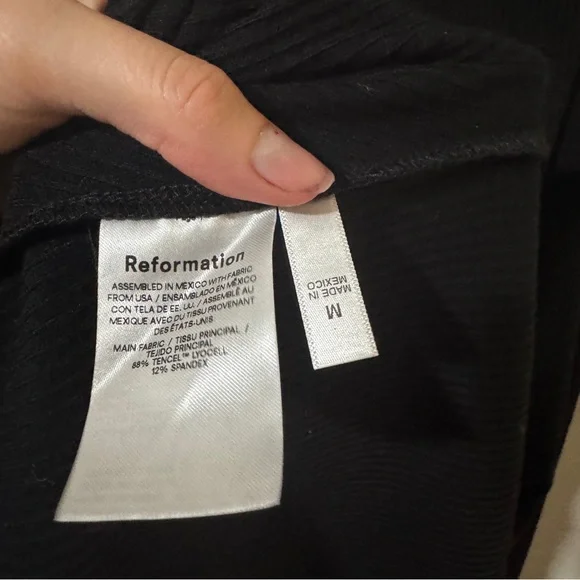 Reformation
ASSEMBLED IN MEXICO WITH FABRIC
FROM USA / ENSAMBLADO EN MÉXICO
CON TELA DE EE. UU. / ASSEMBLÉ AU
MEXIQUE AVEC DU TISSU PROVENANT
DES ÉTATS-UNIS
MAIN FABRIC / TISSU PRINCIPAL /
TEJIDO PRINCIPAL
88% TENCEL™ LYOCELL
12% SPANDEX
M
MADE IN
MEXICO